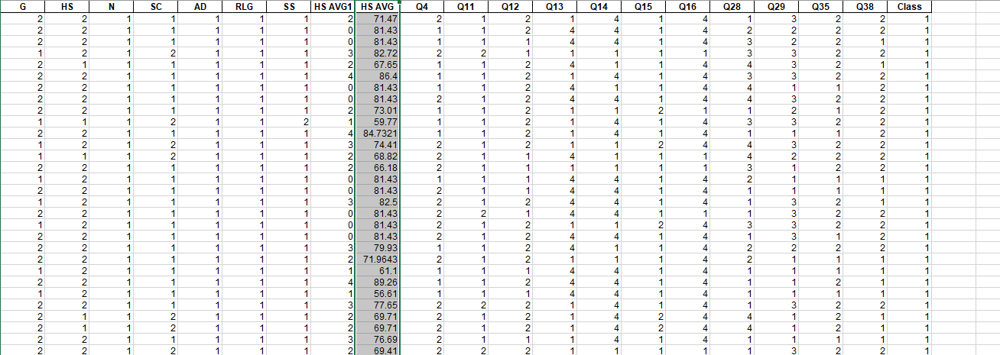 G HS N SC AD RLG SS HS AVG1 HS AVG Q4 Q11 Q12 Q13 Q14 Q15 Q16 Q28 Q29 Q35 Q38 Class
2 2 1 1 1 1 1 2 71.47 2 1 2 1 4 1 4 1 3 2 2 1
2 2 1 1 1 1 1 0 81.43 1 1 2 4 4 1 4 2 2 2 2 1
2 2 1 1 1 1 1 0 81.43 1 1 1 4 4 1 4 3 2 2 1 1
1 2 1 2 1 1 1 3 82.72 2 2 1 1 1 1 1 3 3 2 2 1
2 1 1 1 1 1 1 2 67.65 1 1 2 4 1 1 4 4 3 2 1 1
2 2 1 1 1 1 1 4 86.4 1 1 2 1 4 1 4 3 3 2 2 1
2 2 1 1 1 1 1 0 81.43 1 1 2 4 1 1 4 4 1 1 2 1
2 2 1 1 1 1 1 0 81.43 2 1 2 4 4 1 4 4 3 2 2 1
2 2 1 1 1 1 1 2 73.01 1 1 2 1 1 2 1 1 2 1 2 1
1 1 1 2 1 1 2 1 59.77 1 1 2 1 4 1 4 3 3 2 2 1
2 2 1 1 1 1 1 4 84.7321 1 1 2 1 4 1 4 1 1 1 2 1
1 2 1 2 1 1 1 3 74.41 2 1 2 1 1 2 4 4 3 2 2 1
1 1 1 2 1 1 1 2 68.82 2 1 1 4 1 1 1 4 2 2 2 1
2 2 1 1 1 1 1 2 66.18 2 1 1 1 1 1 1 3 1 2 2 1
1 2 1 1 1 1 1 0 81.43 1 1 1 4 4 1 4 2 1 1 1 1
2 2 1 1 1 1 1 0 81.43 2 1 1 4 4 1 4 1 1 1 1 1
1 2 1 1 1 1 1 3 82.5 2 1 2 4 4 1 4 1 3 2 1 1
2 2 1 1 1 1 1 0 81.43 2 2 1 4 4 1 1 1 3 2 2 1
1 2 1 1 1 1 1 0 81.43 2 1 2 1 1 2 4 3 3 2 2 1
2 2 1 1 1 1 1 0 81.43 2 1 2 4 4 1 4 1 3 1 2 1
2 2 1 1 1 1 1 3 79.93 1 1 2 4 1 1 4 2 2 2 2 1
2 2 1 1 1 1 1 2 71.9643 2 1 2 1 1 1 4 2 1 1 1 1
1 2 1 1 1 1 1 1 61.1 2 1 1 4 4 1 4 1 1 1 1 1
2 2 1 1 1 1 1 4 89.26 1 1 2 4 4 1 4 1 1 2 1 1
1 2 1 1 1 1 1 1 56.61 1 1 1 4 4 1 4 1 1 1 1 1
2 2 1 1 1 1 1 3 77.65 2 2 2 1 4 1 4 1 3 2 2 1
2 1 1 2 1 1 1 2 69.71 2 1 2 1 4 2 4 4 1 2 1 1
2 1 1 2 1 1 1 2 69.71 2 1 2 1 4 2 4 4 1 2 1 1
2 2 1 1 1 1 1 3 76.69 2 1 1 1 4 1 4 1 1 1 1 1
2 2 1 2 1 1 1 2 69.41 2 2 2 1 1 1 1 1 3 2 2 1